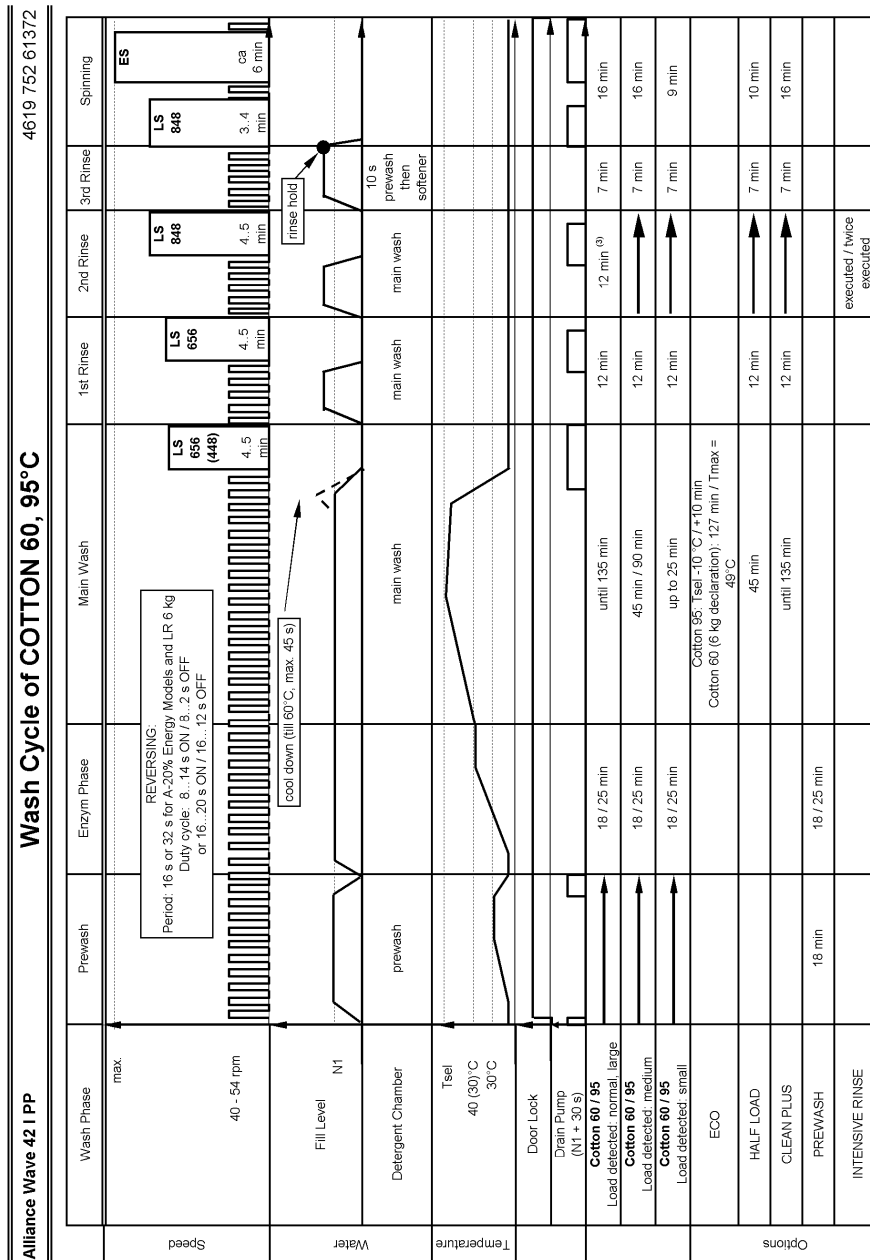 Alliance Wave 42 I PP
Wash Cycle of COTTON 60, 95°C
4619 752 61372
Wash Phase
Prewash
Enzym Phase
Main Wash
1st Rinse
2nd Rinse
3rd Rinse
Spinning
Speed
max.
40 - 54 rpm
REVERSING:
Period: 16 s or 32 s for A-20% Energy Models and LR 6 kg
Duty cycle: 8...14 s ON / 8...2 s OFF
or 16...20 s ON / 16...12 s OFF
LS
656
(448)
4..5
min
LS
656
4..5
min
LS
848
4..5
min
LS
848
3..4
min
ES
ca
6 min
Water
Fill Level
N1
cool down (till 60°C, max. 45 s)
rinse hold
Detergent Chamber
prewash
main wash
main wash
main wash
10 s
prewash
then
softener
Temperature
Tsel
40 (30)°C
30°C
Door Lock
Drain Pump
(N1 + 30 s)
Cotton 60 / 95
Load detected: normal, large
18 / 25 min
until 135 min
12 min
12 min (3)
7 min
16 min
Cotton 60 / 95
Load detected: medium
18 / 25 min
45 min / 90 min
12 min
7 min
16 min
Cotton 60 / 95
Load detected: small
18 / 25 min
up to 25 min
12 min
7 min
9 min
Options
ECO
Cotton 95: Tsel -10 °C / +10 min
Cotton 60 (6 kg declaration): 127 min / Tmax =
49°C
HALF LOAD
45 min
12 min
7 min
10 min
CLEAN PLUS
until 135 min
12 min
7 min
16 min
PREWASH
18 min
18 / 25 min
INTENSIVE RINSE
executed / twice
executed